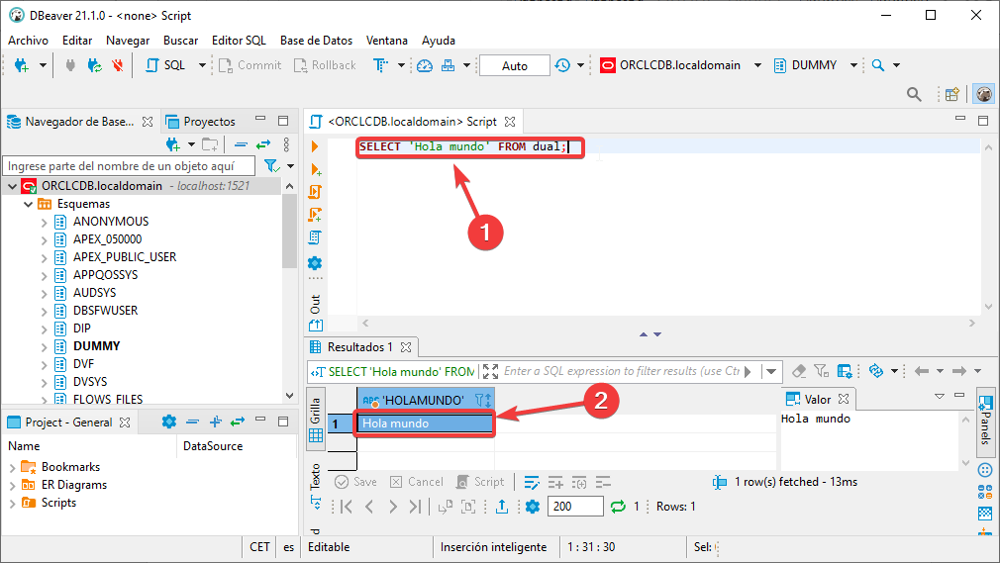 DBeaver 21.1.0 - <none> Script
Archivo Editar Navegar Buscar Editor SQL Base de Datos Ventana Ayuda
SQL Commit Rollback Auto ORCLCDB.localdomain DUMMY
Navegador de Base... Proyectos
Ingrese parte del nombre de un objeto aquí
ORCLCDB.localdomain - localhost:1521
Esquemas
ANONYMOUS
APEX_050000
APEX_PUBLIC_USER
APPQOSSYS
AUDSYS
DBSFWUSER
DIP
DUMMY
DVF
DVSYS
FLOWS_FILES
Project - General
Name DataSource
Bookmarks
ER Diagrams
Scripts
<ORCLCDB.localdomain> Script
SELECT 'Hola mundo' FROM dual;
1
Out
Resultados 1
SELECT 'Hola mundo' FROM Enter a SQL expression to filter results (use Ctr
Grilla
Texto
ABC 'HOLAMUNDO'
2
1 Hola mundo
Valor
Hola mundo
Panels
Save Cancel Script
1 row(s) fetched - 13ms
200 1 Rows: 1
CET es Editable Inserción inteligente 1 : 31 : 30 Sel: